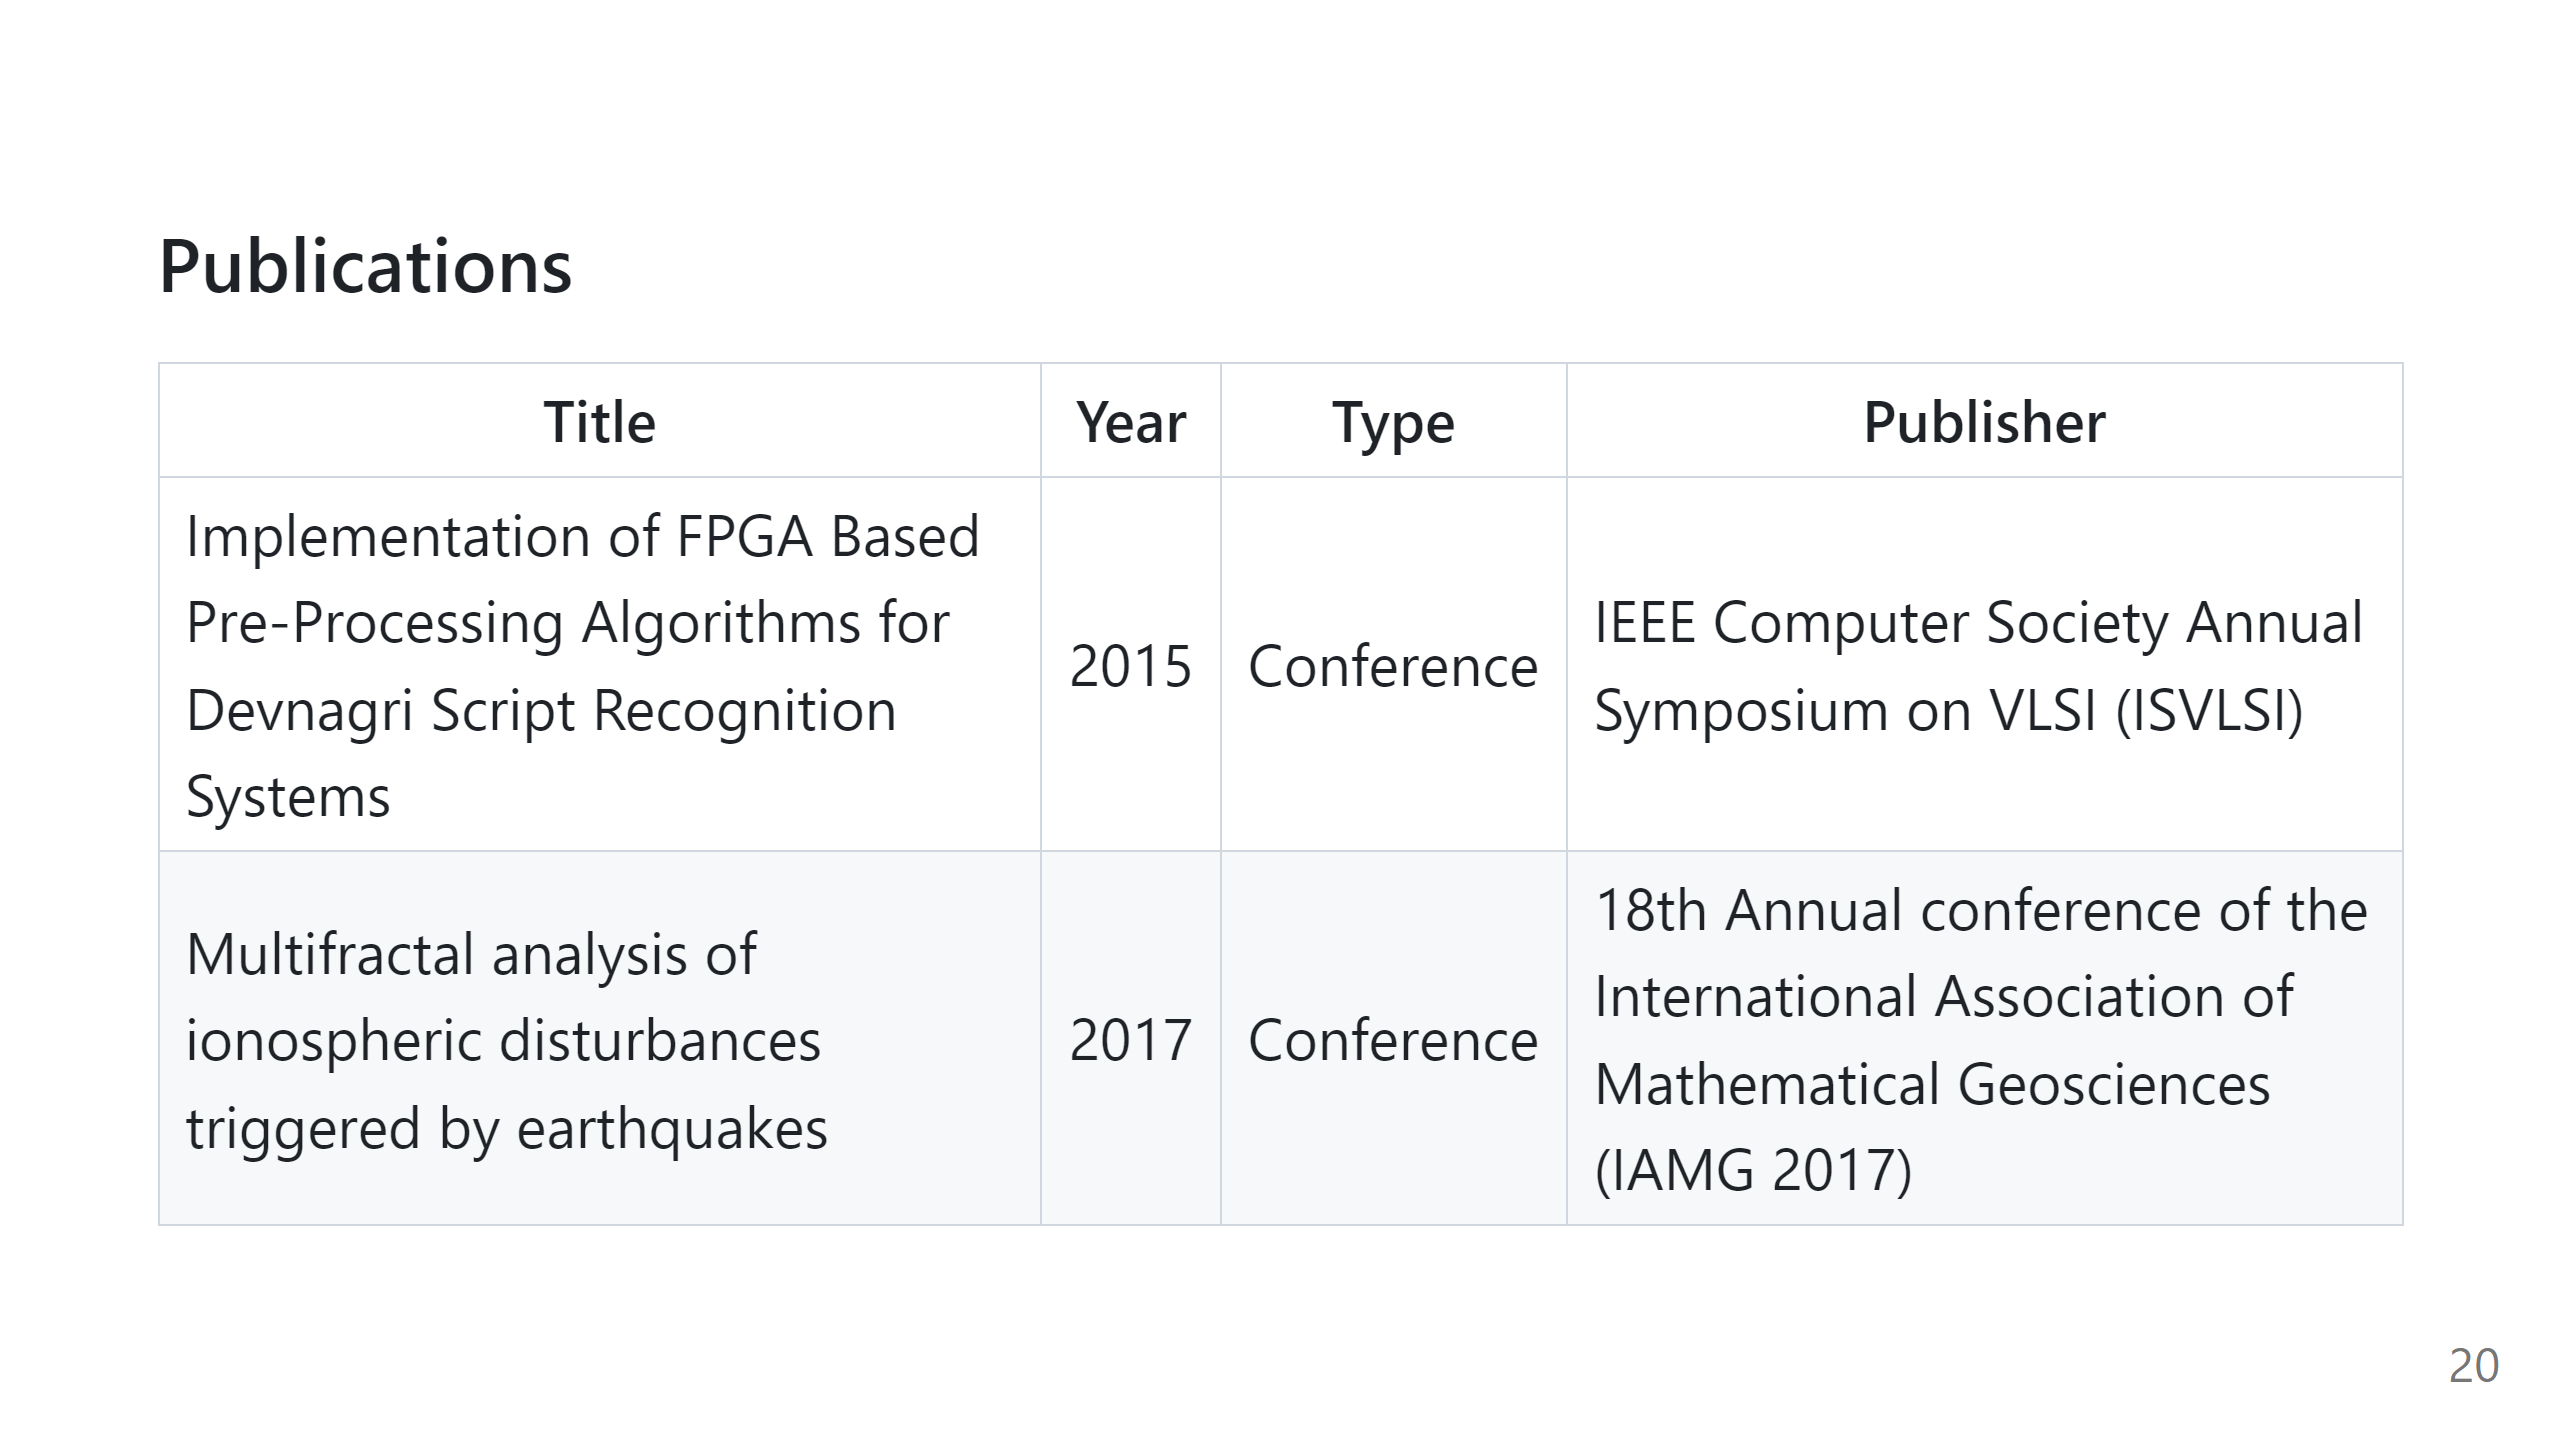 Publications
Title Year Type Publisher
Implementation of FPGA Based
Pre-Processing Algorithms for
Devnagri Script Recognition
Systems
2015
Conference
IEEE Computer Society Annual
Symposium on VLSI (ISVLSI)
Multifractal analysis of
ionospheric disturbances
triggered by earthquakes
2017
Conference
18th Annual conference of the
International Association of
Mathematical Geosciences
(IAMG 2017)
20